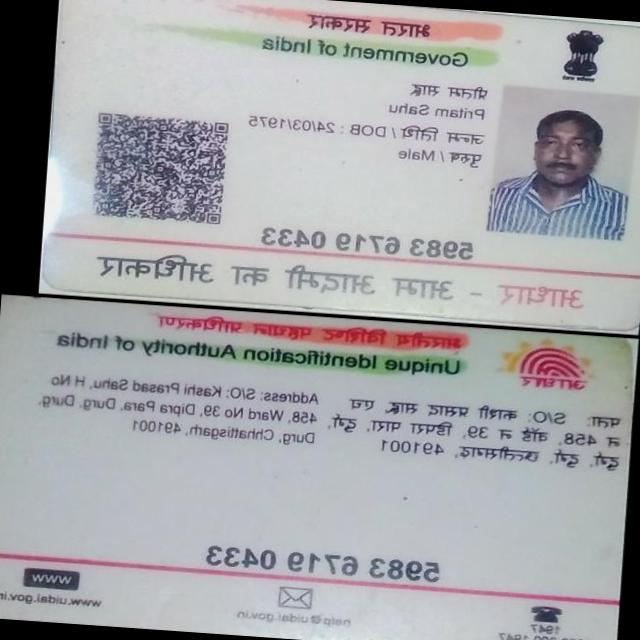 भारत सरकार
Government of India
प्रीतम साहू
Pritam Sahu
जन्म तिथि / DOB : 24/03/1975
पुरुष / Male
5983 6719 0433
आधार - आम आदमी का अधिकार
भारतीय विशिष्ट पहचान प्राधिकरण
Unique Identification Authority of India
आधार
पता: S/O: काशी प्रसाद साहू, एच
न 458, वॉर्ड न 39, डिपरा पारा, दुर्ग,
दुर्ग, दुर्ग, छत्तीसगढ़, 491001
Address: S/O: Kashi Prasad Sahu, H No
458, Ward No 39, Dipra Para, Durg, Durg,
Durg, Chhattisgarh, 491001
5983 6719 0433
1947
help@uidai.gov.in
www
www.uidai.gov.in